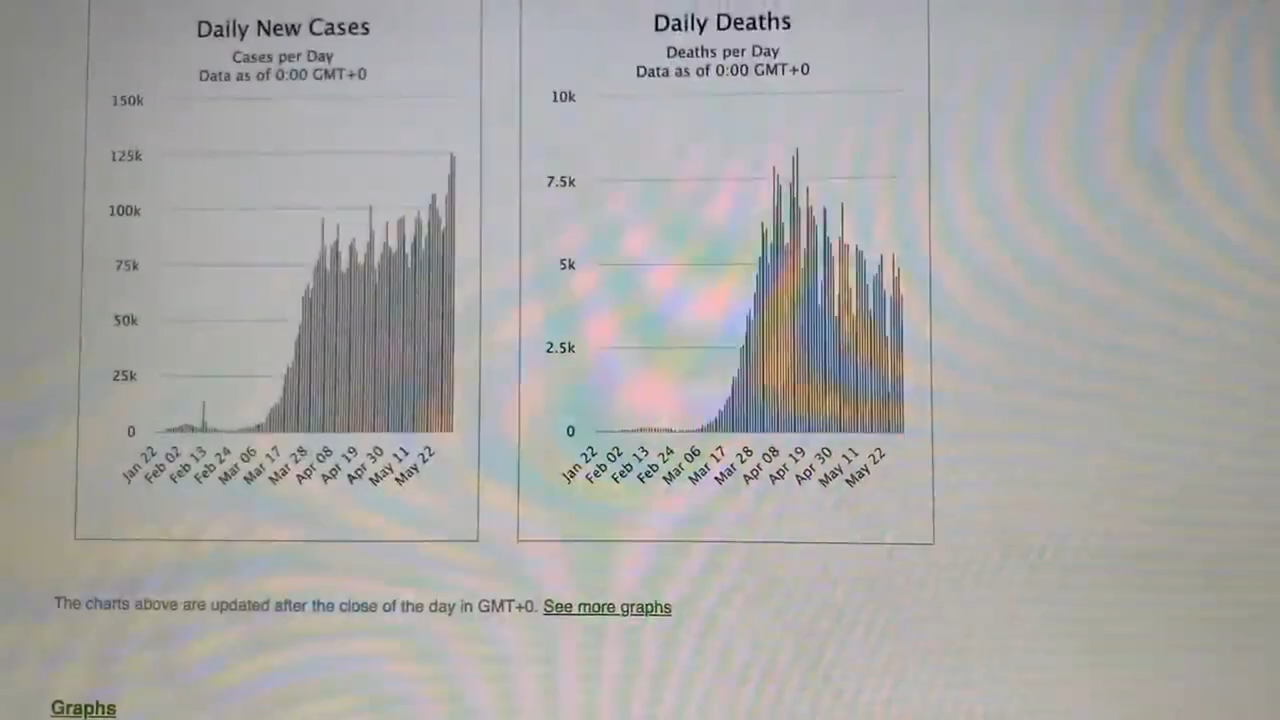 Daily New Cases
Cases per Day
Data as of 0:00 GMT+0
150k
125k
100k
75k
50k
25k
0
Jan 22
Feb 02
Feb 13
Feb 24
Mar 06
Mar 17
Mar 28
Apr 08
Apr 19
Apr 30
May 11
May 22
Daily Deaths
Deaths per Day
Data as of 0:00 GMT+0
10k
7.5k
5k
2.5k
0
Jan 22
Feb 02
Feb 13
Feb 24
Mar 06
Mar 17
Mar 28
Apr 08
Apr 19
Apr 30
May 11
May 22
The charts above are updated after the close of the day in GMT+0. See more graphs
Graphs